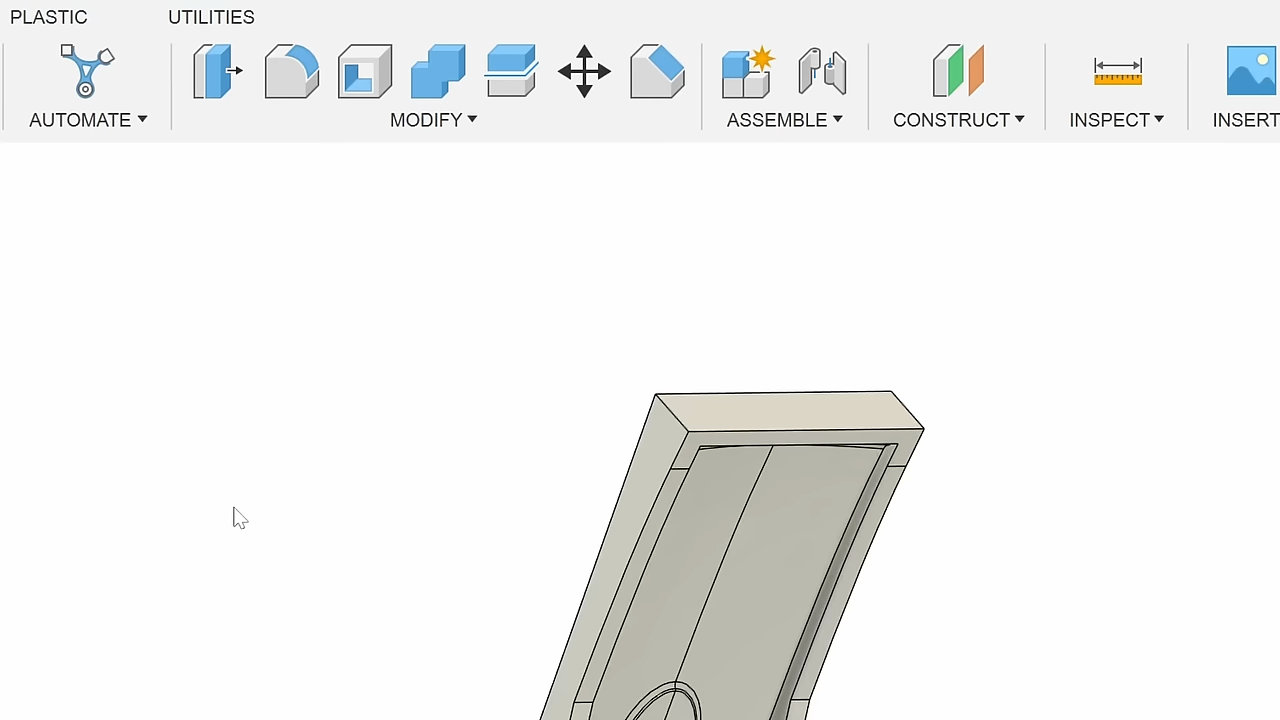 PLASTIC UTILITIES
AUTOMATE MODIFY ASSEMBLE CONSTRUCT INSPECT INSERT